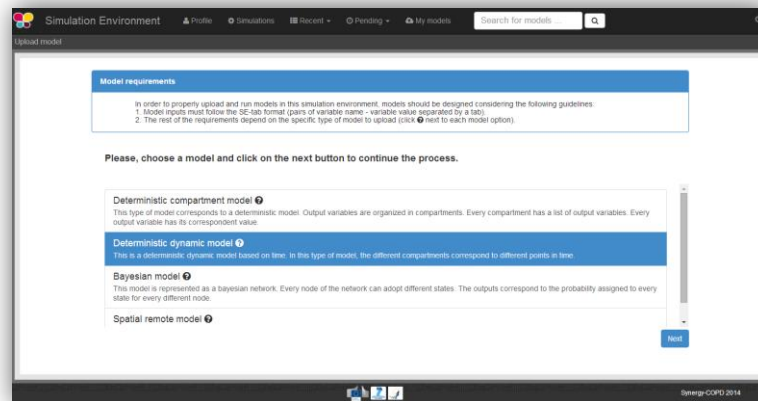 Simulation Environment Profile Simulations Recent Pending My models Search for models ...
Upload model
Model requirements
In order to properly upload and run models in this simulation environment, models should be designed considering the following guidelines:
1. Model inputs must follow the SE-tab format (pairs of variable name - variable value separated by a tab).
2. The rest of the requirements depend on the specific type of model to upload (click ? next to each model option).
Please, choose a model and click on the next button to continue the process.
Deterministic compartment model ?
This type of model corresponds to a deterministic model. Output variables are organized in compartments. Every compartment has a list of output variables. Every
output variable has its correspondent value.
Deterministic dynamic model ?
This is a deterministic dynamic model based on time. In this type of model, the different compartments correspond to different points in time.
Bayesian model ?
This model is represented as a bayesian network. Every node of the network can adopt different states. The outputs correspond to the probability assigned to every
state for every different node.
Spatial remote model ?
Next
Synergy-COPD 2014